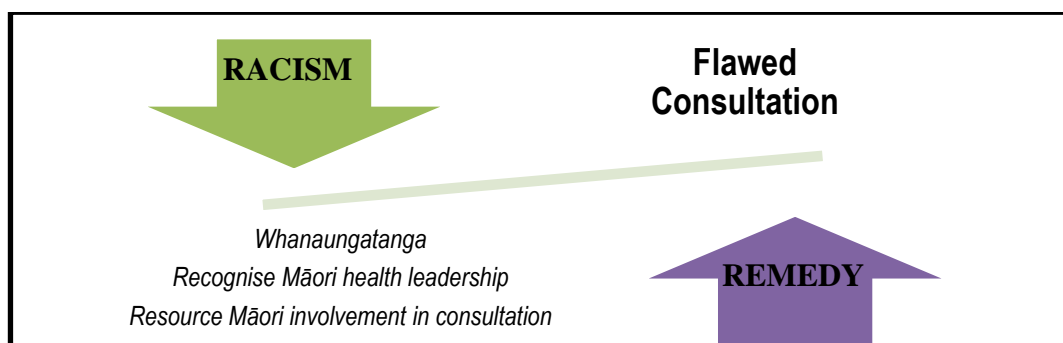 RACISM
Flawed
Consultation
Whanaungatanga
Recognise Māori health leadership
Resource Māori involvement in consultation
REMEDY